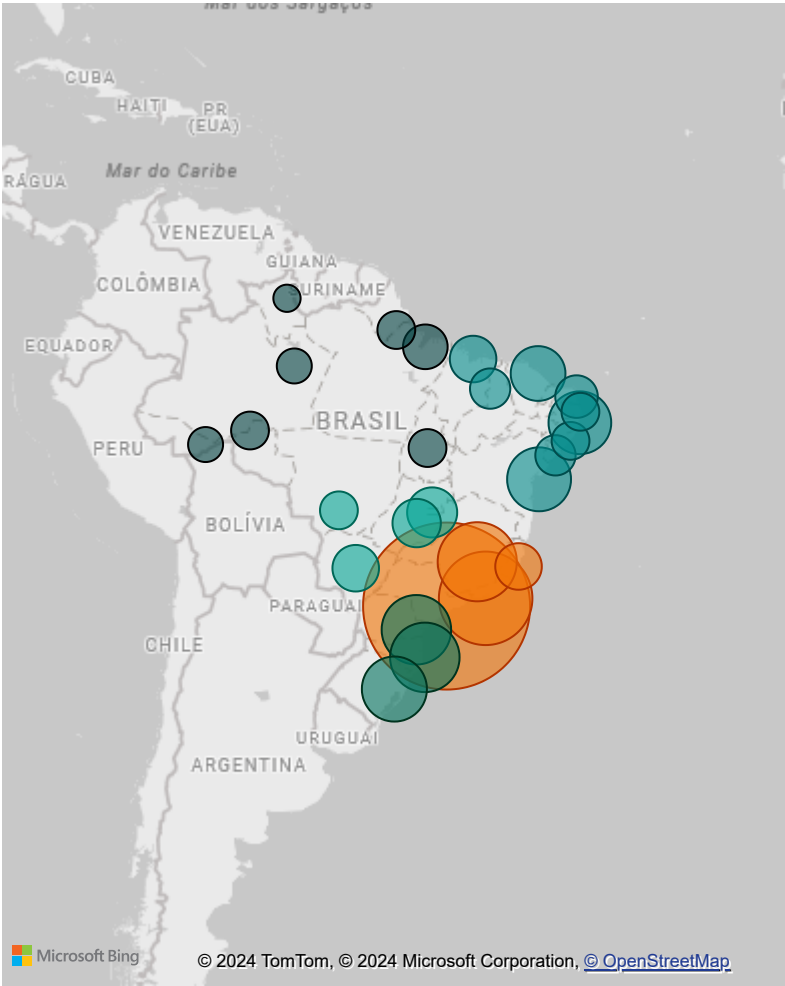 Mar dos Sargaços
CUBA
HAITI
PR
(EUA)
Mar do Caribe
RÁGUA
VENEZUELA
GUIANA
COLÔMBIA
SURINAME
EQUADOR
BRASIL
PERU
BOLÍVIA
PARAGUAI
CHILE
URUGUAI
ARGENTINA
Microsoft Bing
© 2024 TomTom, © 2024 Microsoft Corporation, © OpenStreetMap